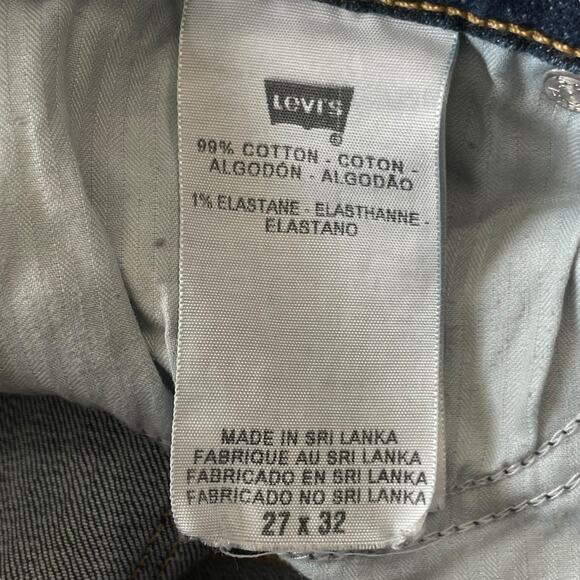 Levi's
®
99% COTTON - COTON -
ALGODÓN - ALGODÃO
1% ELASTANE - ELASTHANNE -
ELASTANO
MADE IN SRI LANKA
FABRIQUE AU SRI LANKA
FABRICADO EN SRI LANKA
FABRICADO NO SRI LANKA
27 x 32